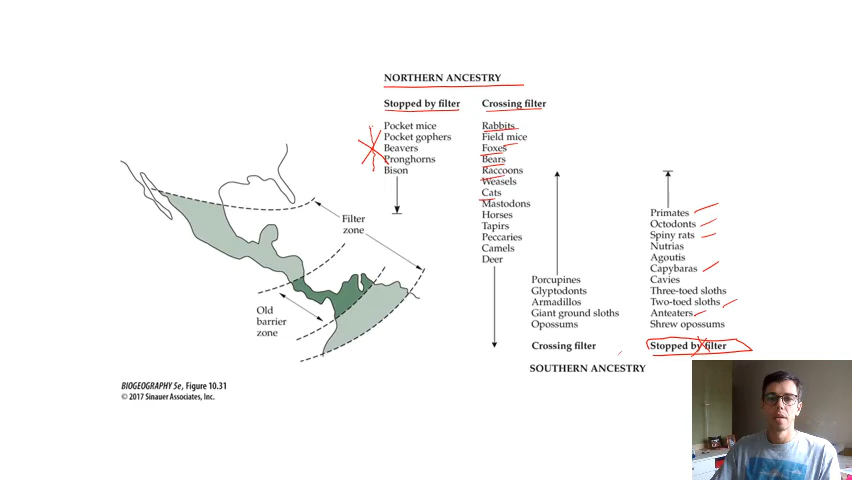 NORTHERN ANCESTRY
Stopped by filter
Pocket mice
Pocket gophers
Beavers
Pronghorns
Bison
Crossing filter
Rabbits
Field mice
Foxes
Bears
Raccoons
Weasels
Cats
Mastodons
Horses
Tapirs
Peccaries
Camels
Deer
Filter
zone
Old
barrier
zone
Porcupines
Glyptodonts
Armadillos
Giant ground sloths
Opossums
Crossing filter
Primates
Octodonts
Spiny rats
Nutrias
Agoutis
Capybaras
Cavies
Three-toed sloths
Two-toed sloths
Anteaters
Shrew opossums
Stopped by filter
SOUTHERN ANCESTRY
BIOGEOGRAPHY 5e, Figure 10.31
© 2017 Sinauer Associates, Inc.